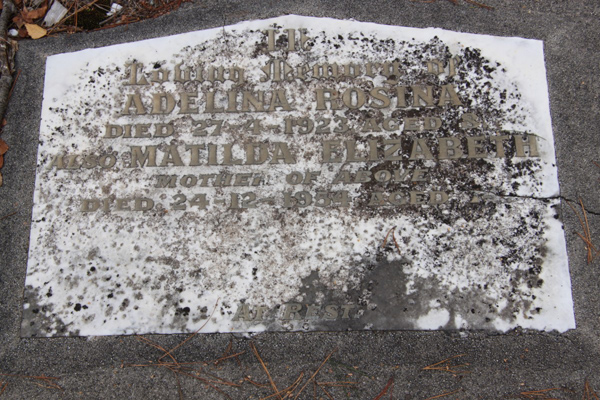 In
Loving Memory of
ADELINA ROSINA
DIED 27-4-1923 AGED
ALSO MATILDA ELIZABETH
MOTHER OF ABOVE
DIED 24-12-1954 AGED
AT REST